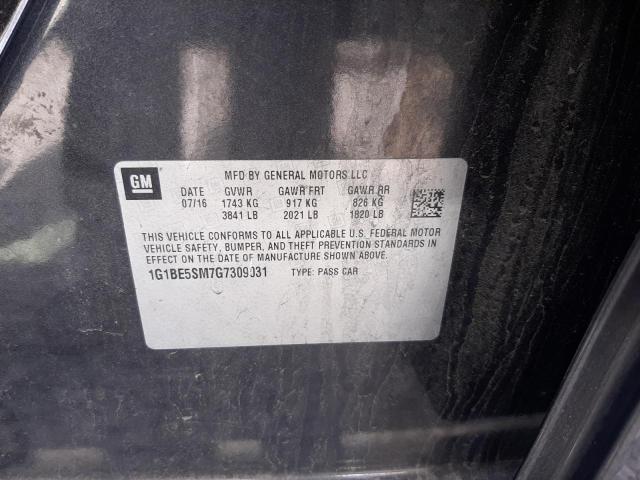 GM
MFD BY GENERAL MOTORS LLC
DATE GVWR GAWR FRT GAWR RR
07/16 1743 KG 917 KG 826 KG
3841 LB 2021 LB 1820 LB
THIS VEHICLE CONFORMS TO ALL APPLICABLE U.S. FEDERAL MOTOR
VEHICLE SAFETY, BUMPER, AND THEFT PREVENTION STANDARDS IN
EFFECT ON THE DATE OF MANUFACTURE SHOWN ABOVE.
1G1BE5SM7G7309031 TYPE: PASS CAR